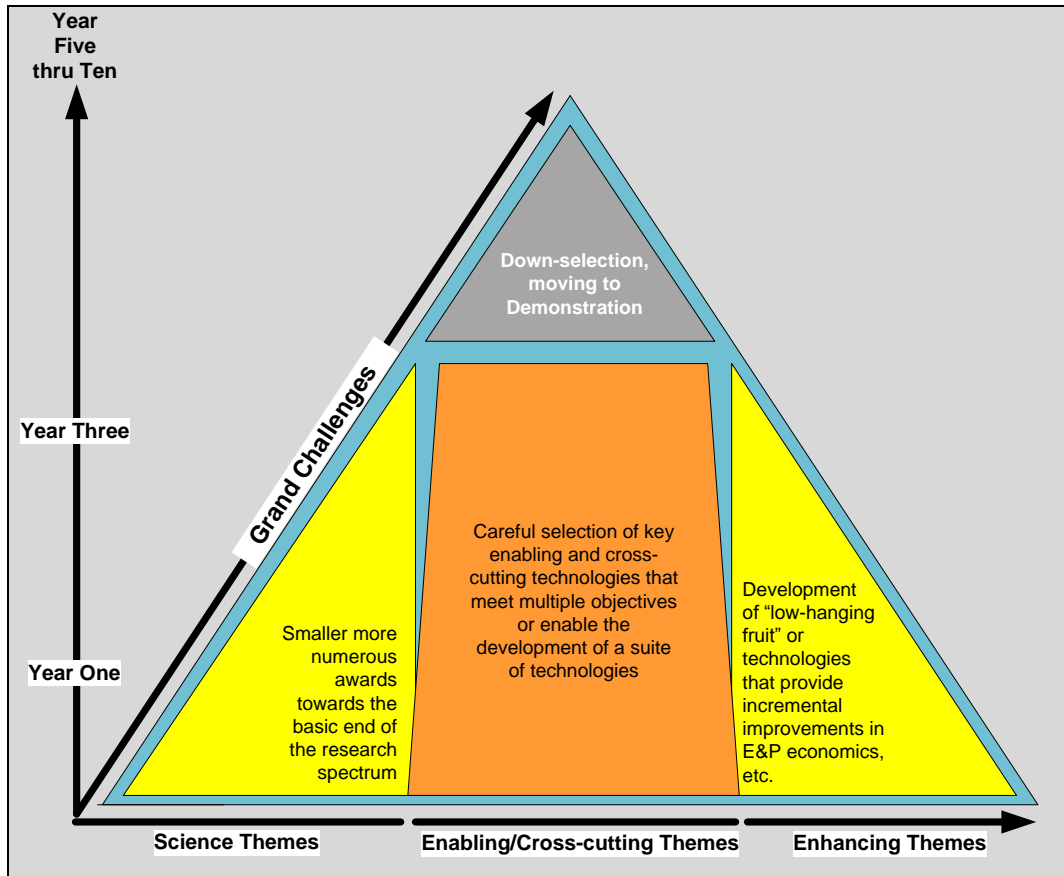 Year
Five
thru Ten
Down-selection,
moving to
Demonstration
Grand Challenges
Year Three
Careful selection of key
enabling and cross-
cutting technologies that
meet multiple objectives
or enable the
development of a suite
of technologies
Development
of “low-hanging
fruit” or
technologies
that provide
incremental
improvements in
E&P economics,
etc.
Smaller more
numerous
awards
towards the
basic end of
the research
spectrum
Year One
Science Themes
Enabling/Cross-cutting Themes
Enhancing Themes